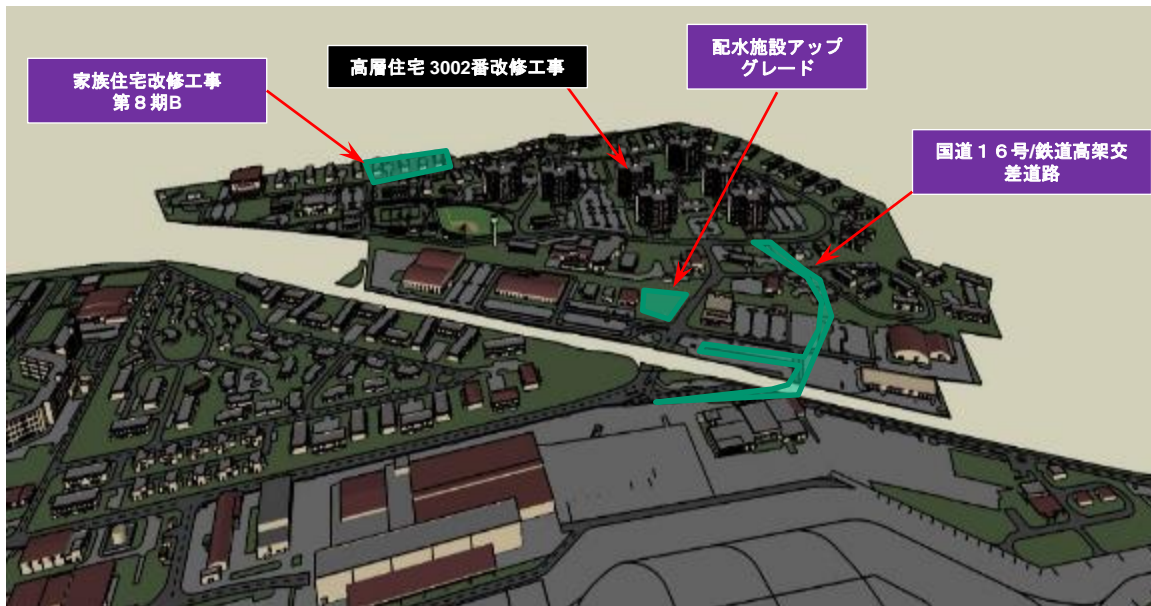 家族住宅改修工事
第８期B
高層住宅 3002番改修工事
配水施設アップ
グレード
国道１６号/鉄道高架交
差道路